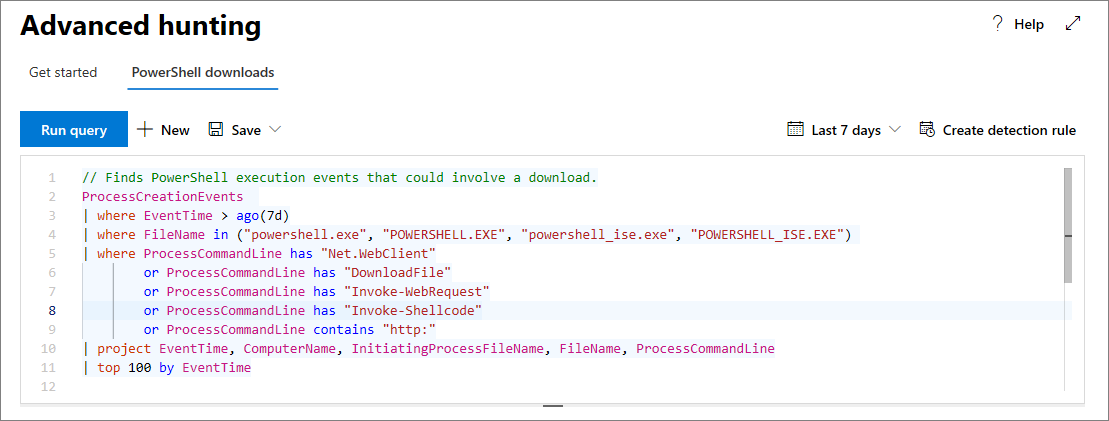 Advanced hunting
? Help
Get started PowerShell downloads
Run query + New Save Last 7 days Create detection rule
1 // Finds PowerShell execution events that could involve a download.
2 ProcessCreationEvents
3 | where EventTime > ago(7d)
4 | where FileName in ("powershell.exe", "POWERSHELL.EXE", "powershell_ise.exe", "POWERSHELL_ISE.EXE")
5 | where ProcessCommandLine has "Net.WebClient"
6 or ProcessCommandLine has "DownloadFile"
7 or ProcessCommandLine has "Invoke-WebRequest"
8 or ProcessCommandLine has "Invoke-Shellcode"
9 or ProcessCommandLine contains "http:"
10 | project EventTime, ComputerName, InitiatingProcessFileName, FileName, ProcessCommandLine
11 | top 100 by EventTime
12